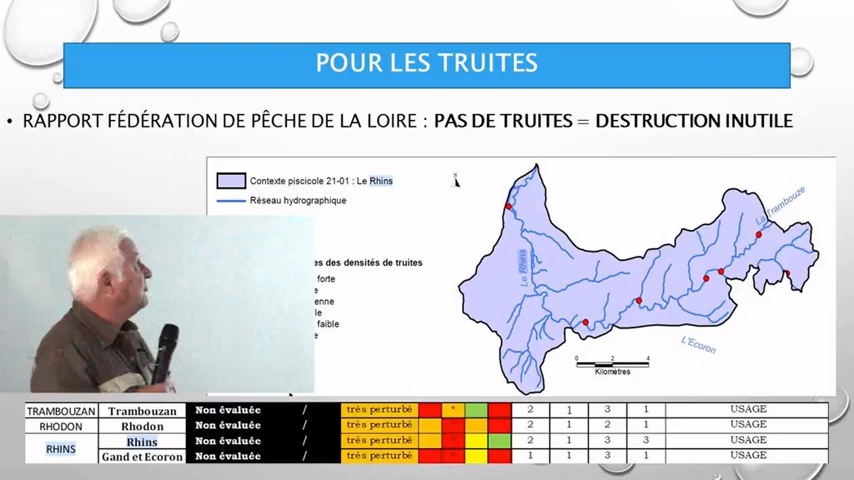 POUR LES TRUITES
• RAPPORT FÉDÉRATION DE PÊCHE DE LA LOIRE : PAS DE TRUITES = DESTRUCTION INUTILE
Contexte piscicole 21-01 : Le Rhins
Réseau hydrographique
N
La Trambouze
Le Rhins
L'Ecoron
es des densités de truites
forte
e
enne
le
faible
e
0 2 4
Kilomètres
TRAMBOUZAN Trambouzan Non évaluée / très perturbé * 2 1 3 1 USAGE
RHODON Rhodon Non évaluée / très perturbé 2 1 2 1 USAGE
RHINS Rhins Non évaluée / très perturbé 2 1 3 3 USAGE
Gand et Ecoron Non évaluée / très perturbé 1 1 3 1 USAGE